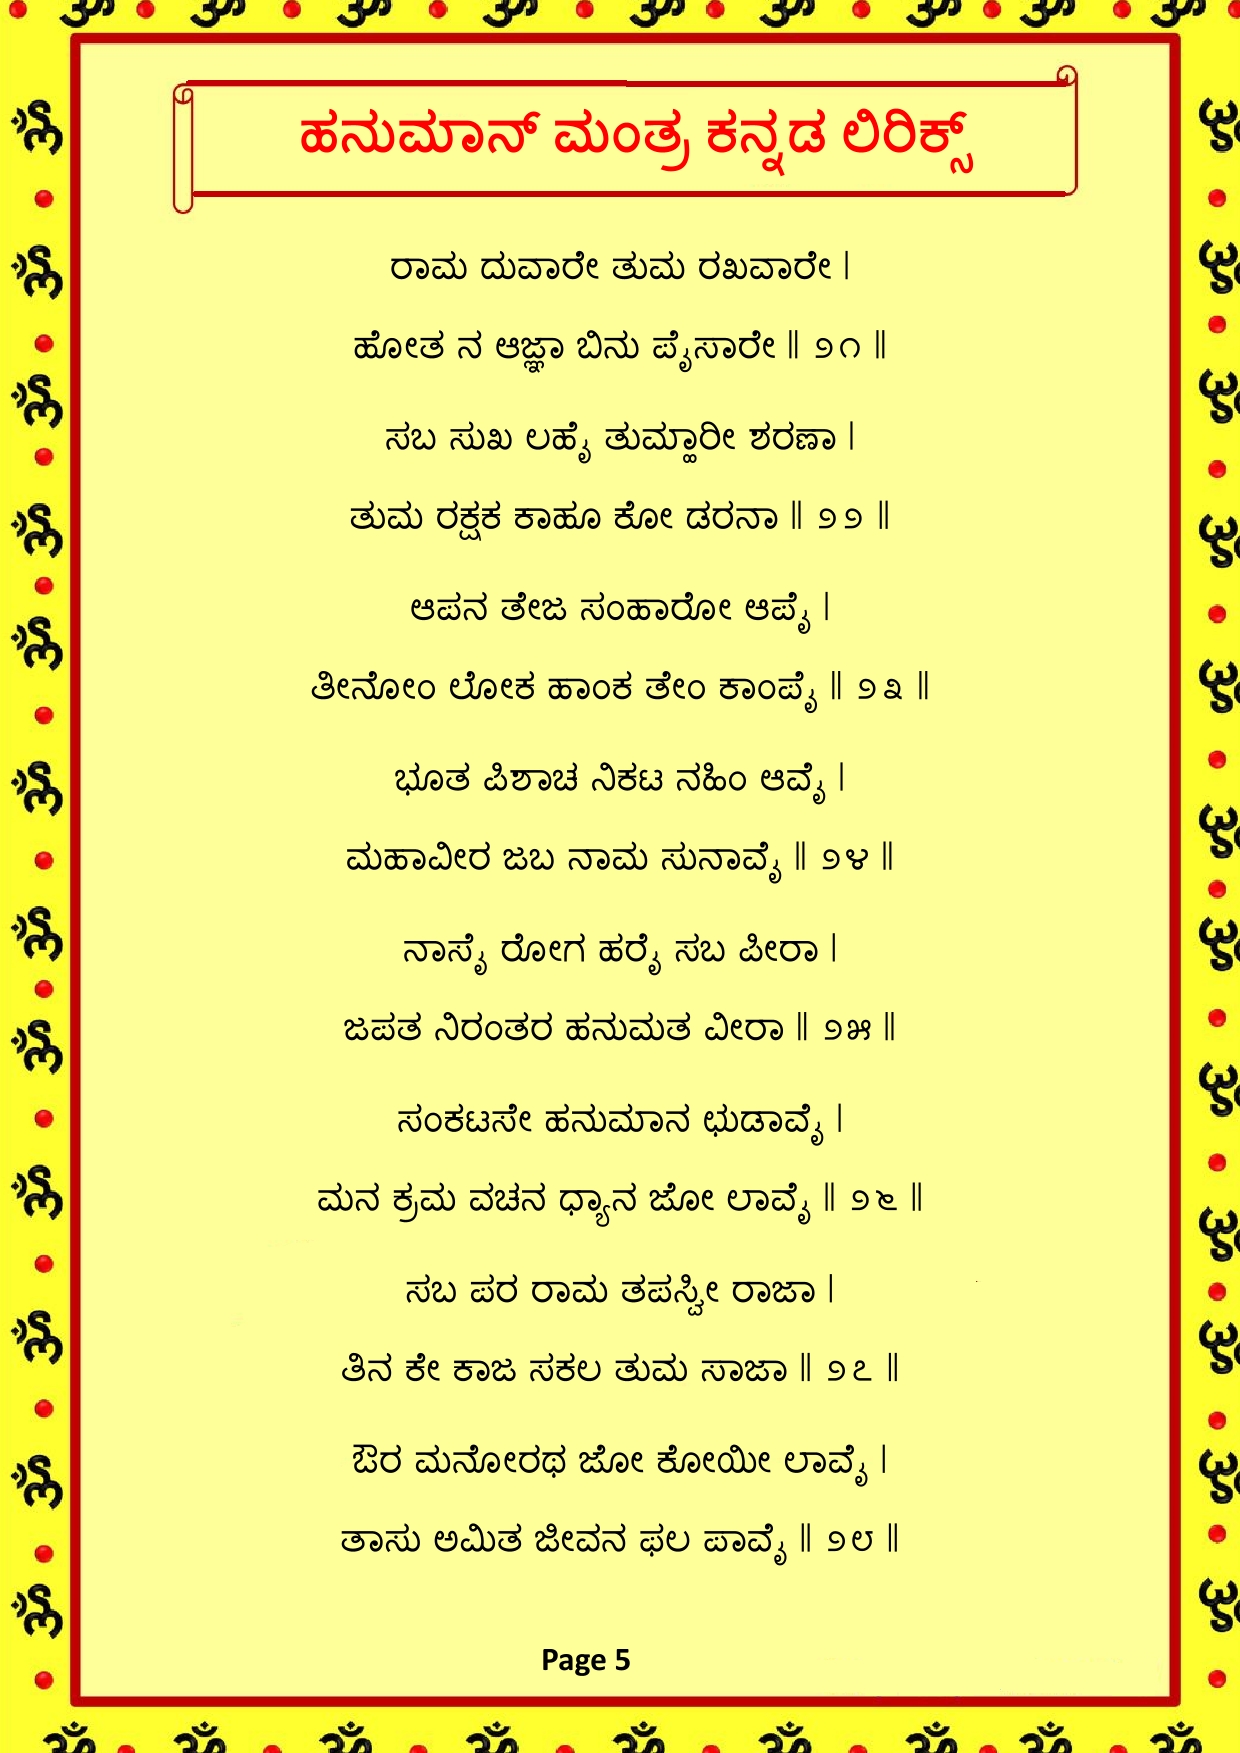 ಹನುಮಾನ್ ಮಂತ್ರ ಕನ್ನಡ ಲಿರಿಕ್ಸ್
ರಾಮ ದುವಾರೇ ತುಮ ರಖವಾರೇ |
ಹೋತ ನ ಆಜ್ಞಾ ಬಿನು ಪೈಸಾರೇ ‖ ೨೧ ‖
ಸಬ ಸುಖ ಲಹೈ ತುಮ್ಹಾರೀ ಶರಣಾ |
ತುಮ ರಕ್ಷಕ ಕಾಹೂ ಕೋ ಡರನಾ ‖ ೨೨ ‖
ಆಪನ ತೇಜ ಸಂಹಾರೋ ಆಪೈ |
ತೀನೋಂ ಲೋಕ ಹಾಂಕ ತೇಂ ಕಾಂಪೈ ‖ ೨೩ ‖
ಭೂತ ಪಿಶಾಚ ನಿಕಟ ನಹಿಂ ಆವೈ |
ಮಹಾವೀರ ಜಬ ನಾಮ ಸುನಾವೈ ‖ ೨೪ ‖
ನಾಸೈ ರೋಗ ಹರೈ ಸಬ ಪೀರಾ |
ಜಪತ ನಿರಂತರ ಹನುಮತ ವೀರಾ ‖ ೨೫ ‖
ಸಂಕಟಸೇ ಹನುಮಾನ ಛುಡಾವೈ |
ಮನ ಕ್ರಮ ವಚನ ಧ್ಯಾನ ಜೋ ಲಾವೈ ‖ ೨೬ ‖
ಸಬ ಪರ ರಾಮ ತಪಸ್ವೀ ರಾಜಾ |
ತಿನ ಕೇ ಕಾಜ ಸಕಲ ತುಮ ಸಾಜಾ ‖ ೨೭ ‖
ಔರ ಮನೋರಥ ಜೋ ಕೋಯೀ ಲಾವೈ |
ತಾಸು ಅಮಿತ ಜೀವನ ಫಲ ಪಾವೈ ‖ ೨೮ ‖
Page 5